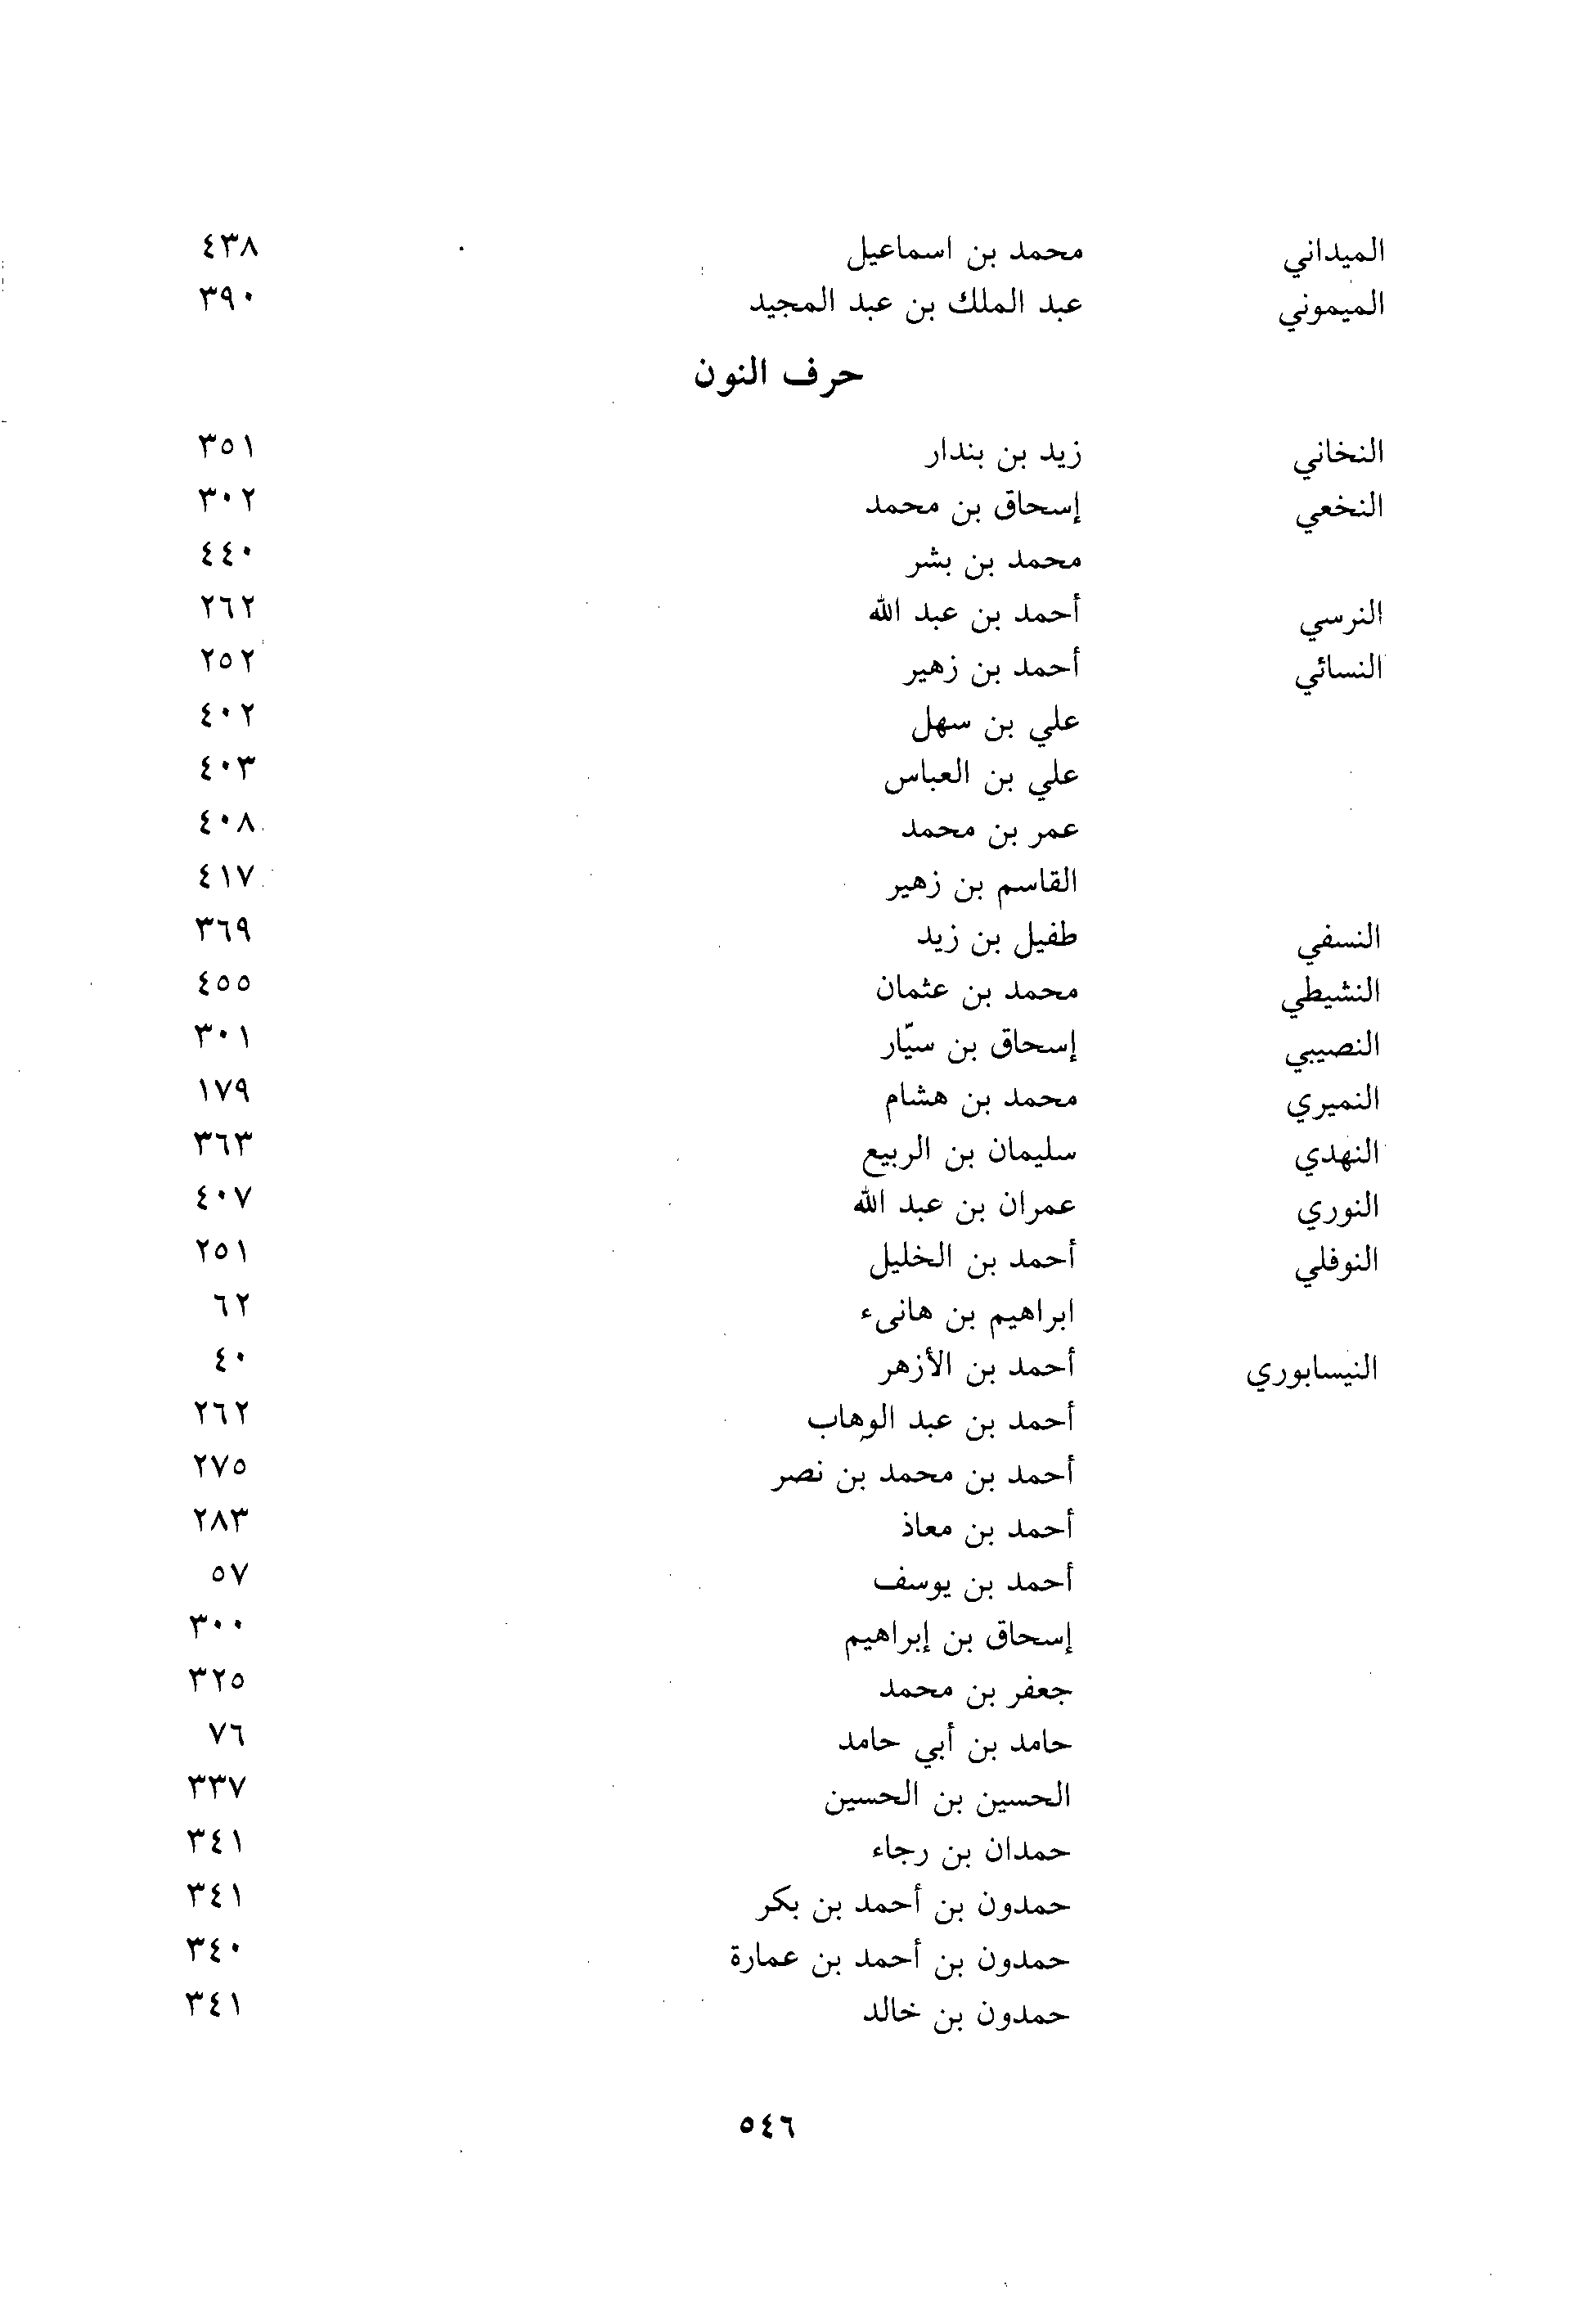 الميداني محمد بن اسماعيل ٤٣٨
الميموني عبد الملك بن عبد المجيد ٣٩٠
حرف النون
النخاني زيد بن بندار ٣٥١
النخعي إسحاق بن محمد ٣٠٢
محمد بن بشر ٤٤٠
النرسي أحمد بن عبد الله ٢٦٢
النسائي أحمد بن زهير ٢٥٢
علي بن سهل ٤٠٢
علي بن العباس ٤٠٣
عمر بن محمد ٤٠٨
القاسم بن زهير ٤١٧
النسفي طفيل بن زيد ٣٦٩
النشيطي محمد بن عثمان ٤٥٥
النصيبي إسحاق بن سيّار ٣٠١
النميري محمد بن هشام ١٧٩
النهدي سليمان بن الربيع ٣٦٣
النوري عمران بن عبد الله ٤٠٧
النوفلي أحمد بن الخليل ٢٥١
ابراهيم بن هانىء ٦٢
النيسابوري أحمد بن الأزهر ٤٠
أحمد بن عبد الوهاب ٢٦٢
أحمد بن محمد بن نصر ٢٧٥
أحمد بن معاذ ٢٨٣
أحمد بن يوسف ٥٧
إسحاق بن إبراهيم ٣٠٠
جعفر بن محمد ٣٢٥
حامد بن أبي حامد ٧٦
الحسين بن الحسين ٣٣٧
حمدان بن رجاء ٣٤١
حمدون بن أحمد بن بكر ٣٤١
حمدون بن أحمد بن عمارة ٣٤٠
حمدون بن خالد ٣٤١
٥٤٦